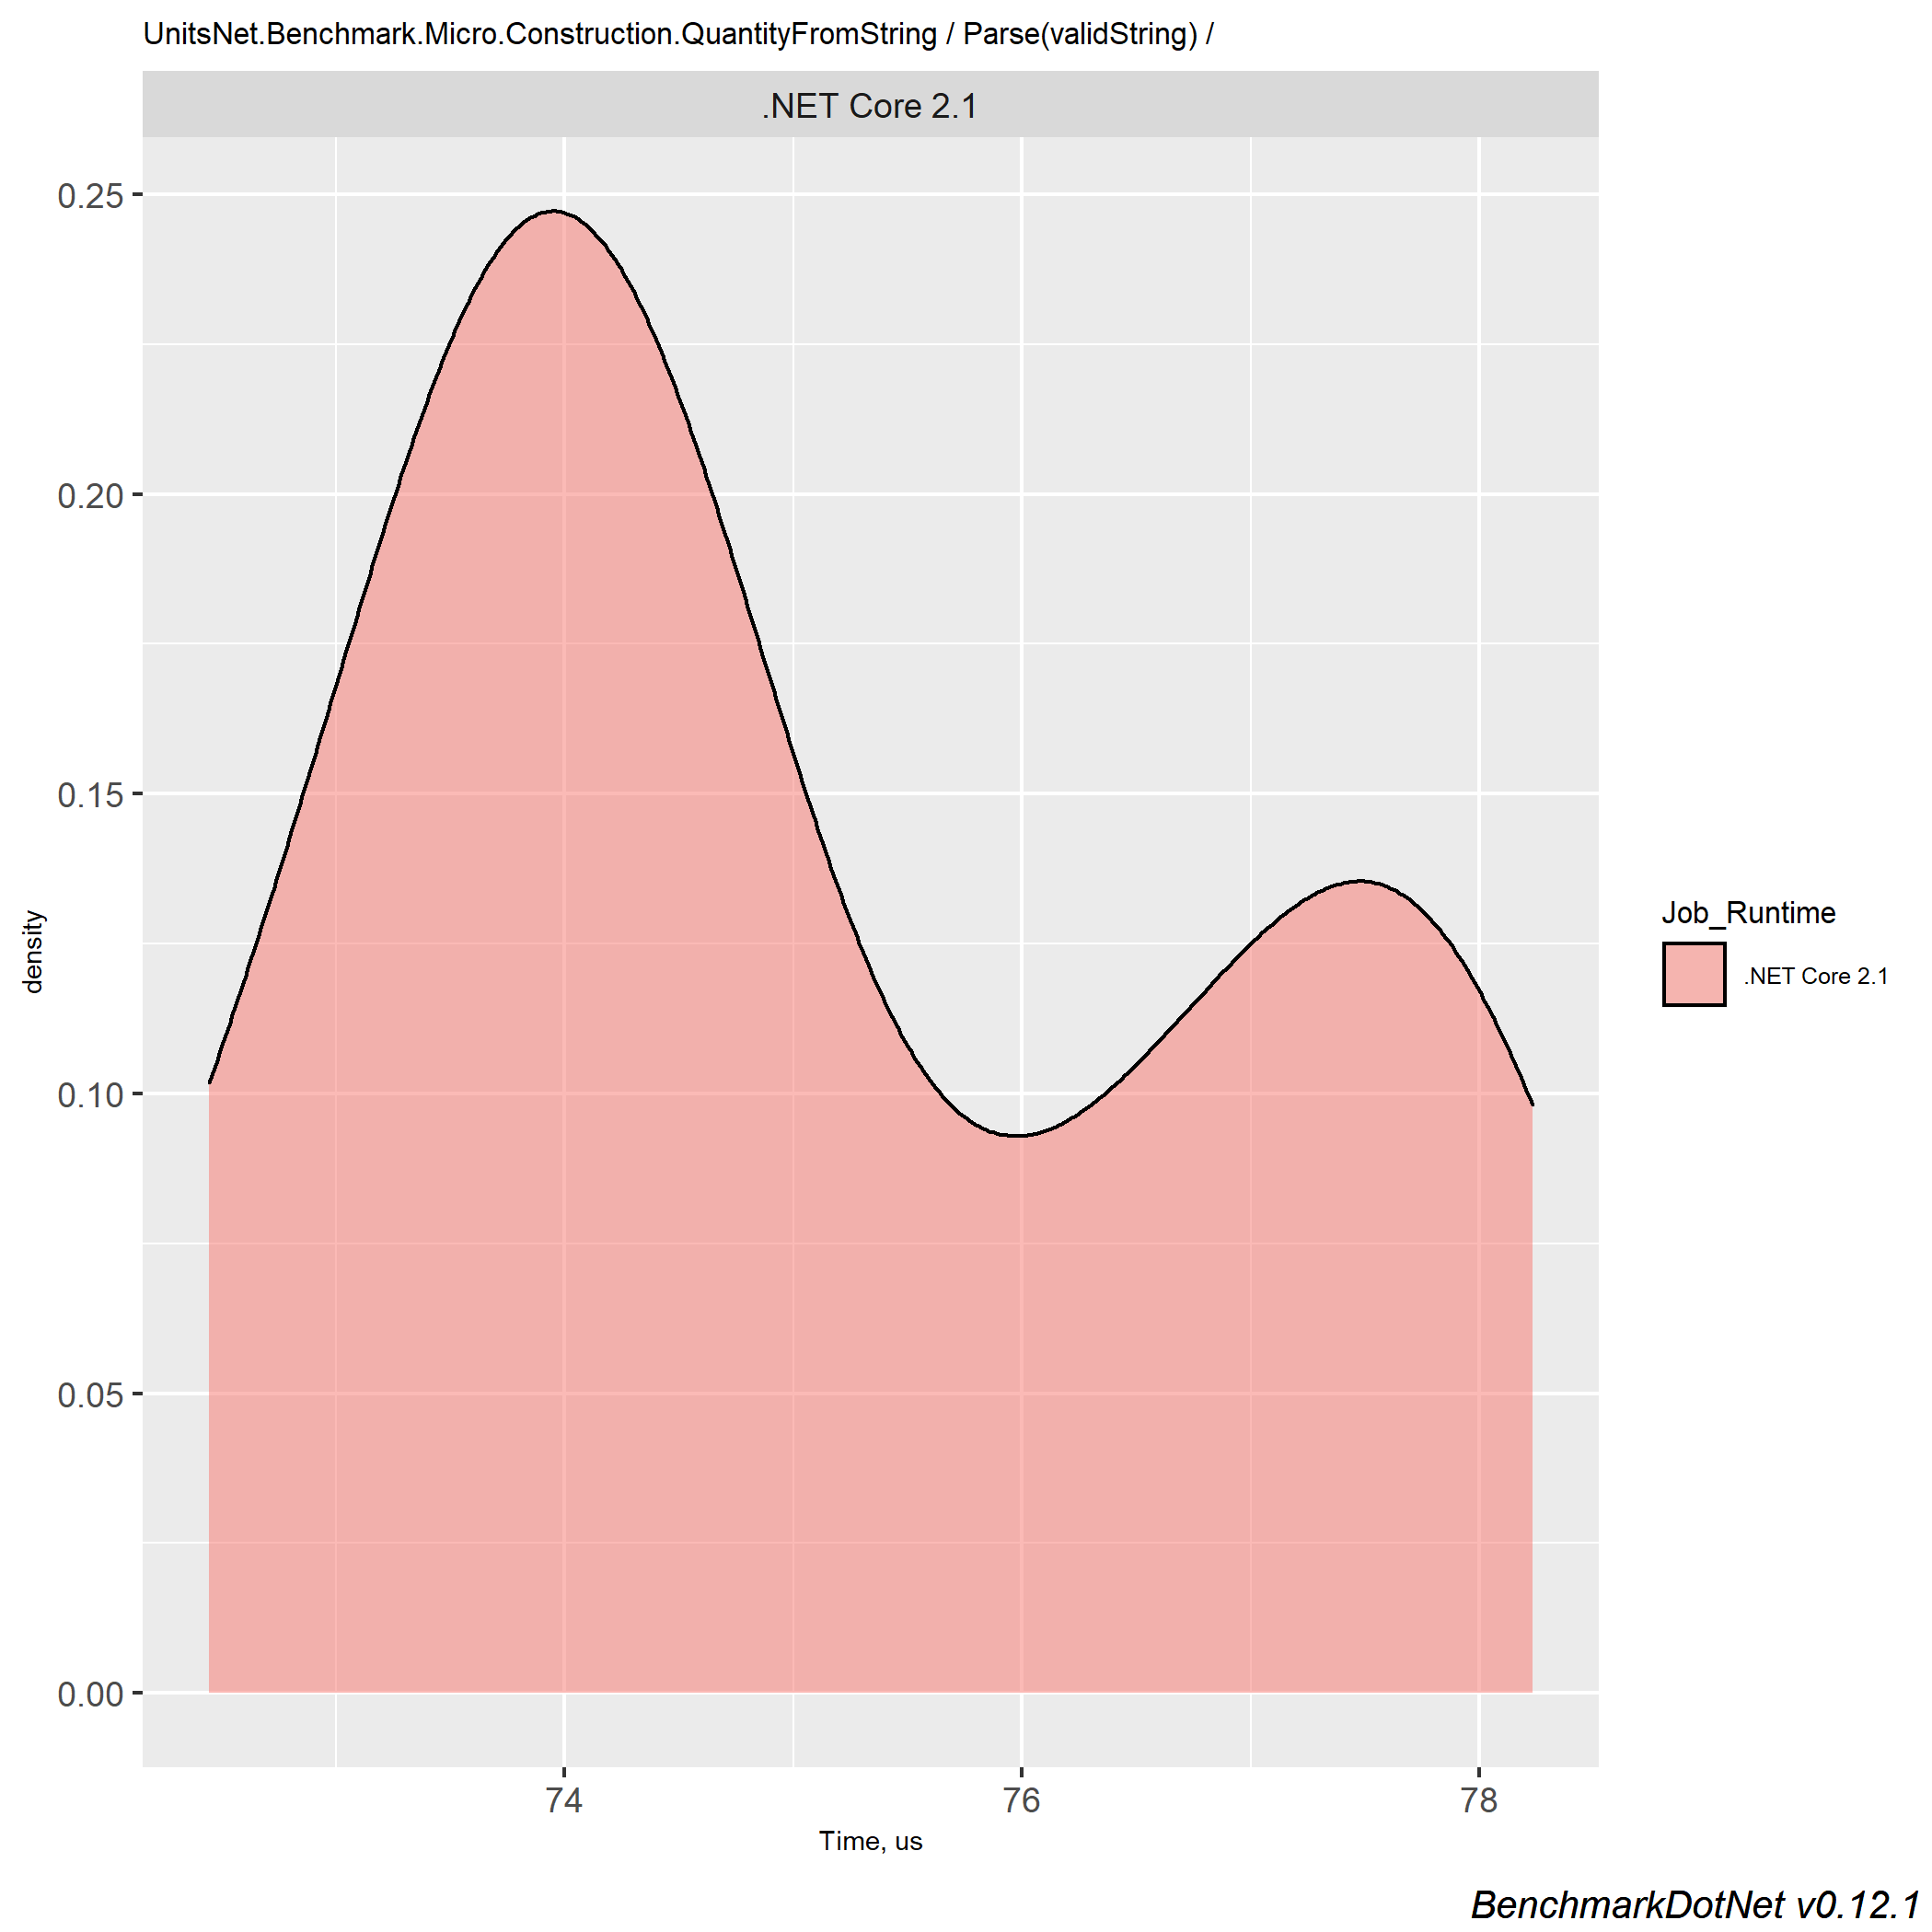 UnitsNet.Benchmark.Micro.Construction.QuantityFromString / Parse(validString) /
.NET Core 2.1
0.25
0.20
0.15
0.10
0.05
0.00
density
74 76 78
Time, us
Job_Runtime
.NET Core 2.1
BenchmarkDotNet v0.12.1